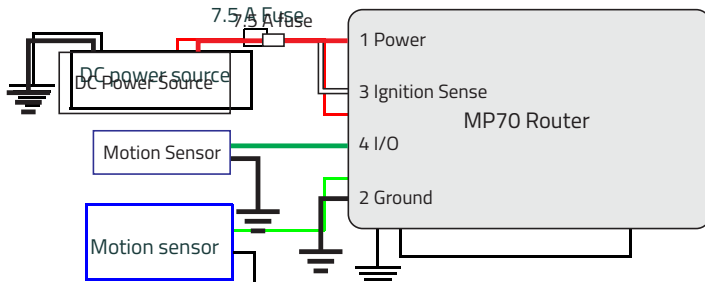 7.5 A Fuse
7.5 A fuse
1 Power
DC power source
DC Power Source
3 Ignition Sense
MP70 Router
4 I/O
Motion Sensor
2 Ground
Motion sensor